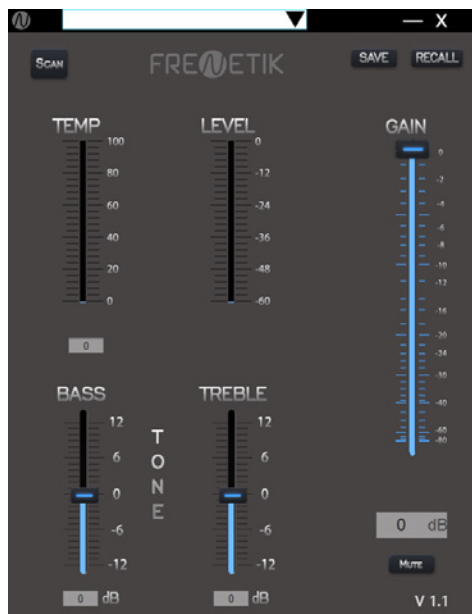 X
SCAN
FRENETIK
SAVE
RECALL
TEMP
100
80
60
40
20
0
0
LEVEL
0
-12
-24
-36
-48
-60
GAIN
0
-2
-4
-6
-8
-10
-12
-16
-20
-24
-30
-40
-60
-80
BASS
12
6
0
-6
-12
0 dB
TONE
TREBLE
12
6
0
-6
-12
0 dB
0 dB
MUTE
V 1.1